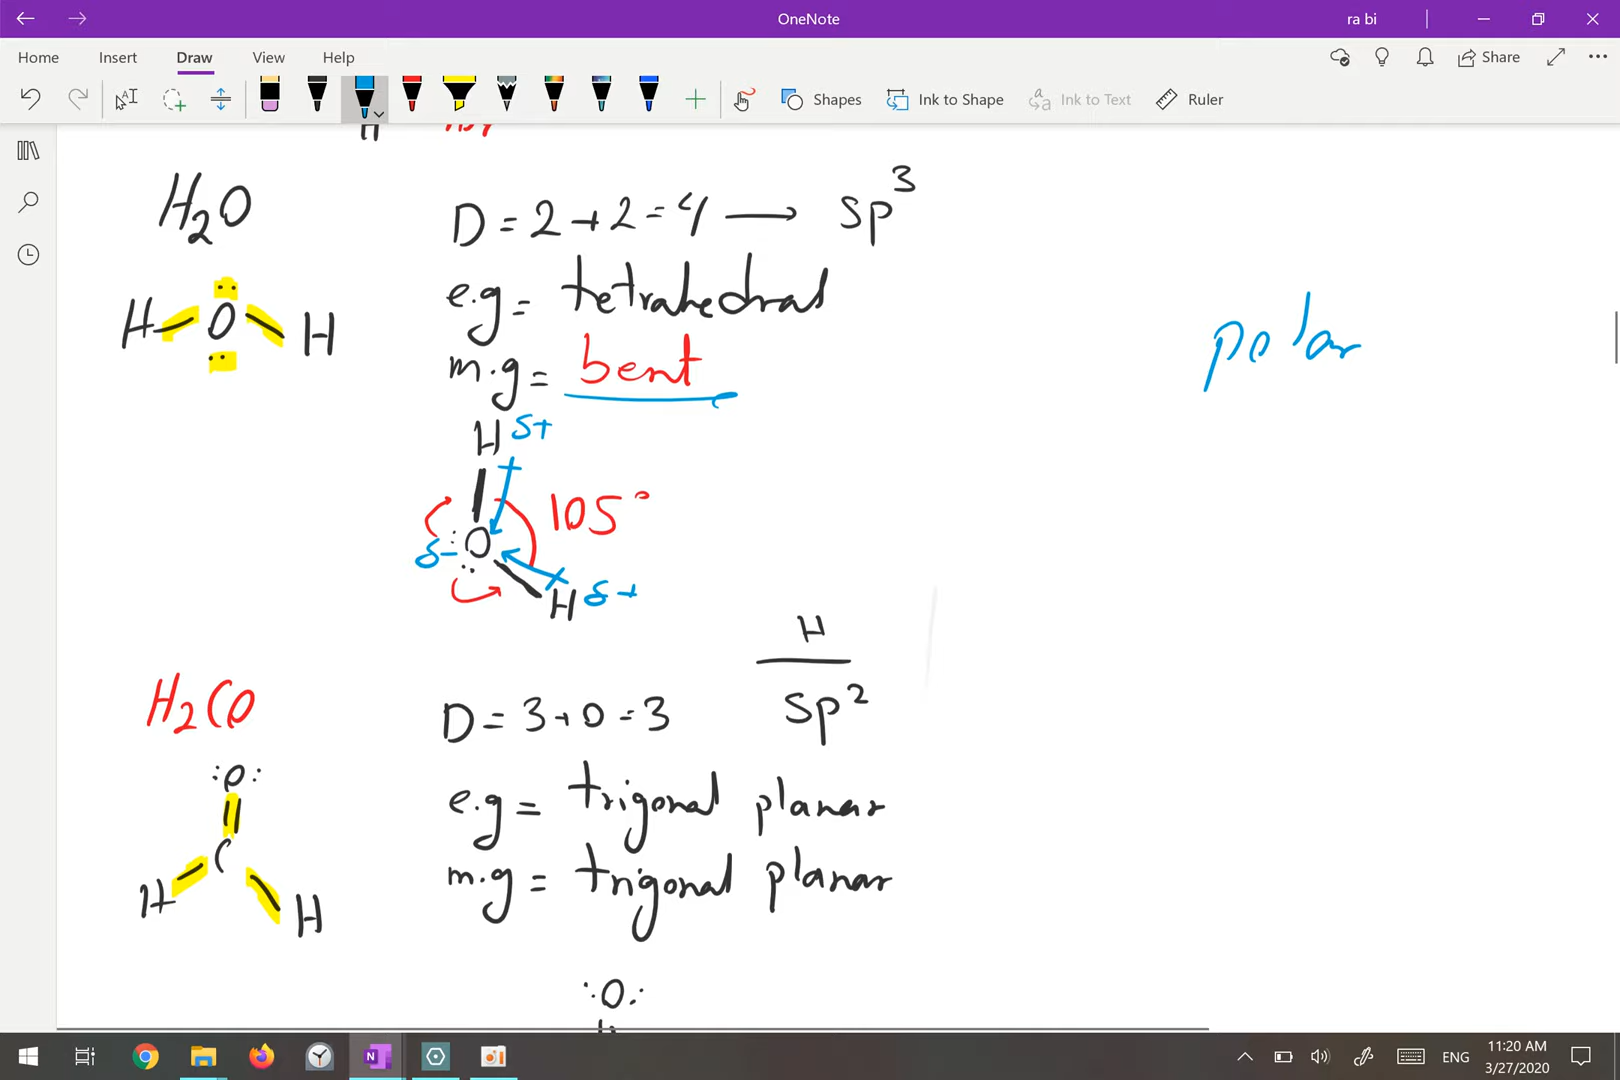 OneNote
ra bi
Home Insert Draw View Help
Share
Shapes
Ink to Shape
Ink to Text
Ruler
H
H2O
D = 2 + 2 = 4 → sp3
H O H
e.g = tetrahedral
m.g = bent
polar
H δ+
105°
δ- O
H δ+
H
H2CO
D = 3 + 0 = 3
sp2
O
e.g = trigonal planar
C
m.g = trigonal planar
H H
O
ENG
11:20 AM
3/27/2020